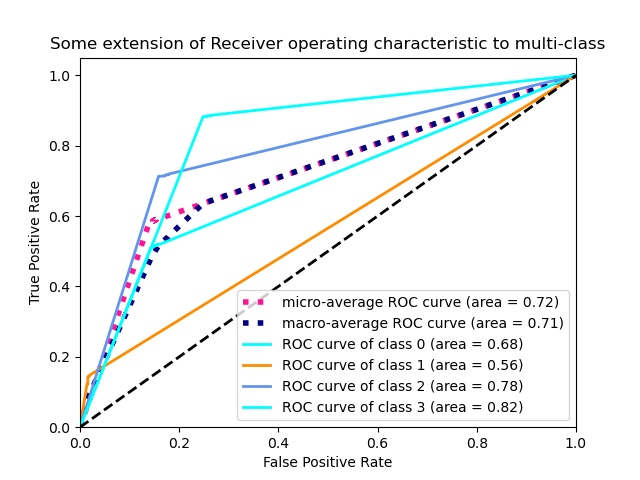 Some extension of Receiver operating characteristic to multi-class
1.0
0.8
0.6
0.4
0.2
0.0
True Positive Rate
micro-average ROC curve (area = 0.72)
macro-average ROC curve (area = 0.71)
ROC curve of class 0 (area = 0.68)
ROC curve of class 1 (area = 0.56)
ROC curve of class 2 (area = 0.78)
ROC curve of class 3 (area = 0.82)
0.0 0.2 0.4 0.6 0.8 1.0
False Positive Rate